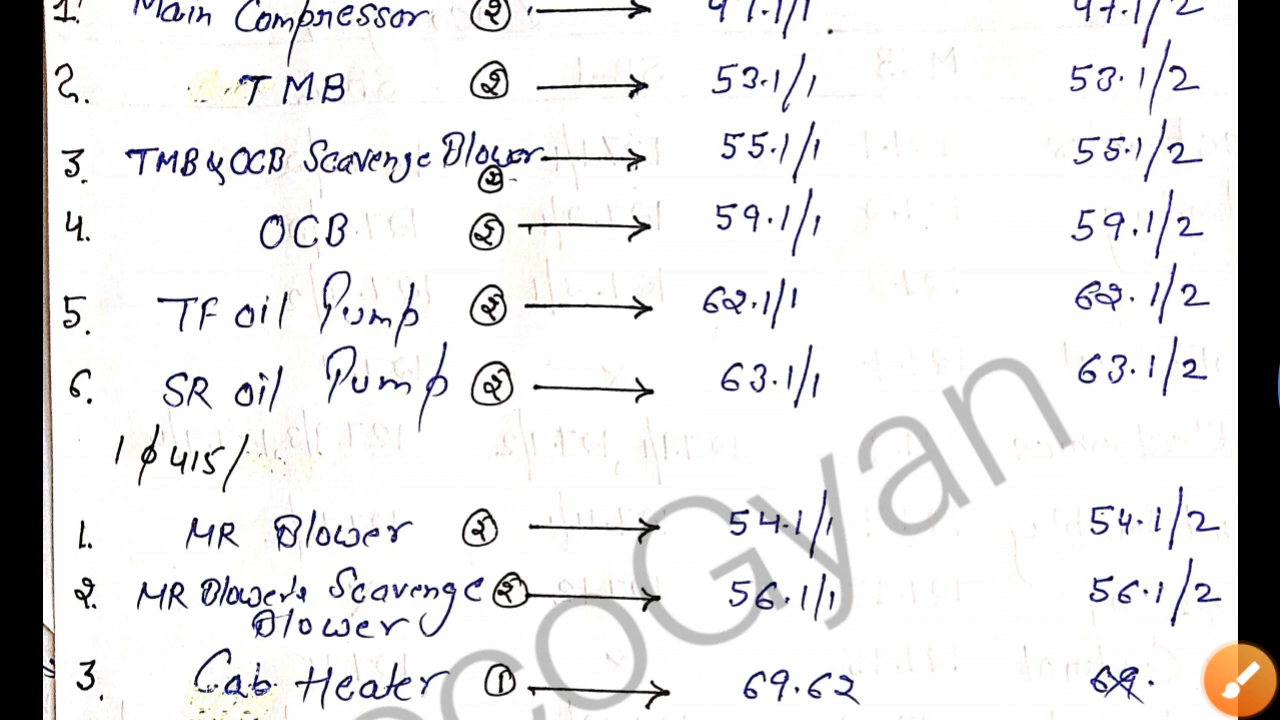 1. Main Compressor (2) → 47.1/1 47.1/2
2. TMB (2) → 53.1/1 53.1/2
3. TMB & OCB Scavenge Blower → 55.1/1 55.1/2
(2)
4. OCB (2) → 59.1/1 59.1/2
5. TF oil Pump (2) → 62.1/1 62.1/2
6. SR oil Pump (2) → 63.1/1 63.1/2
1 ϕ 415/
1. MR Blower (2) → 54.1/1 54.1/2
2. MR Blower's Scavenge (2) → 56.1/1 56.1/2
Blower
3. Cab Heater (1) → 69.62
ocoGyan